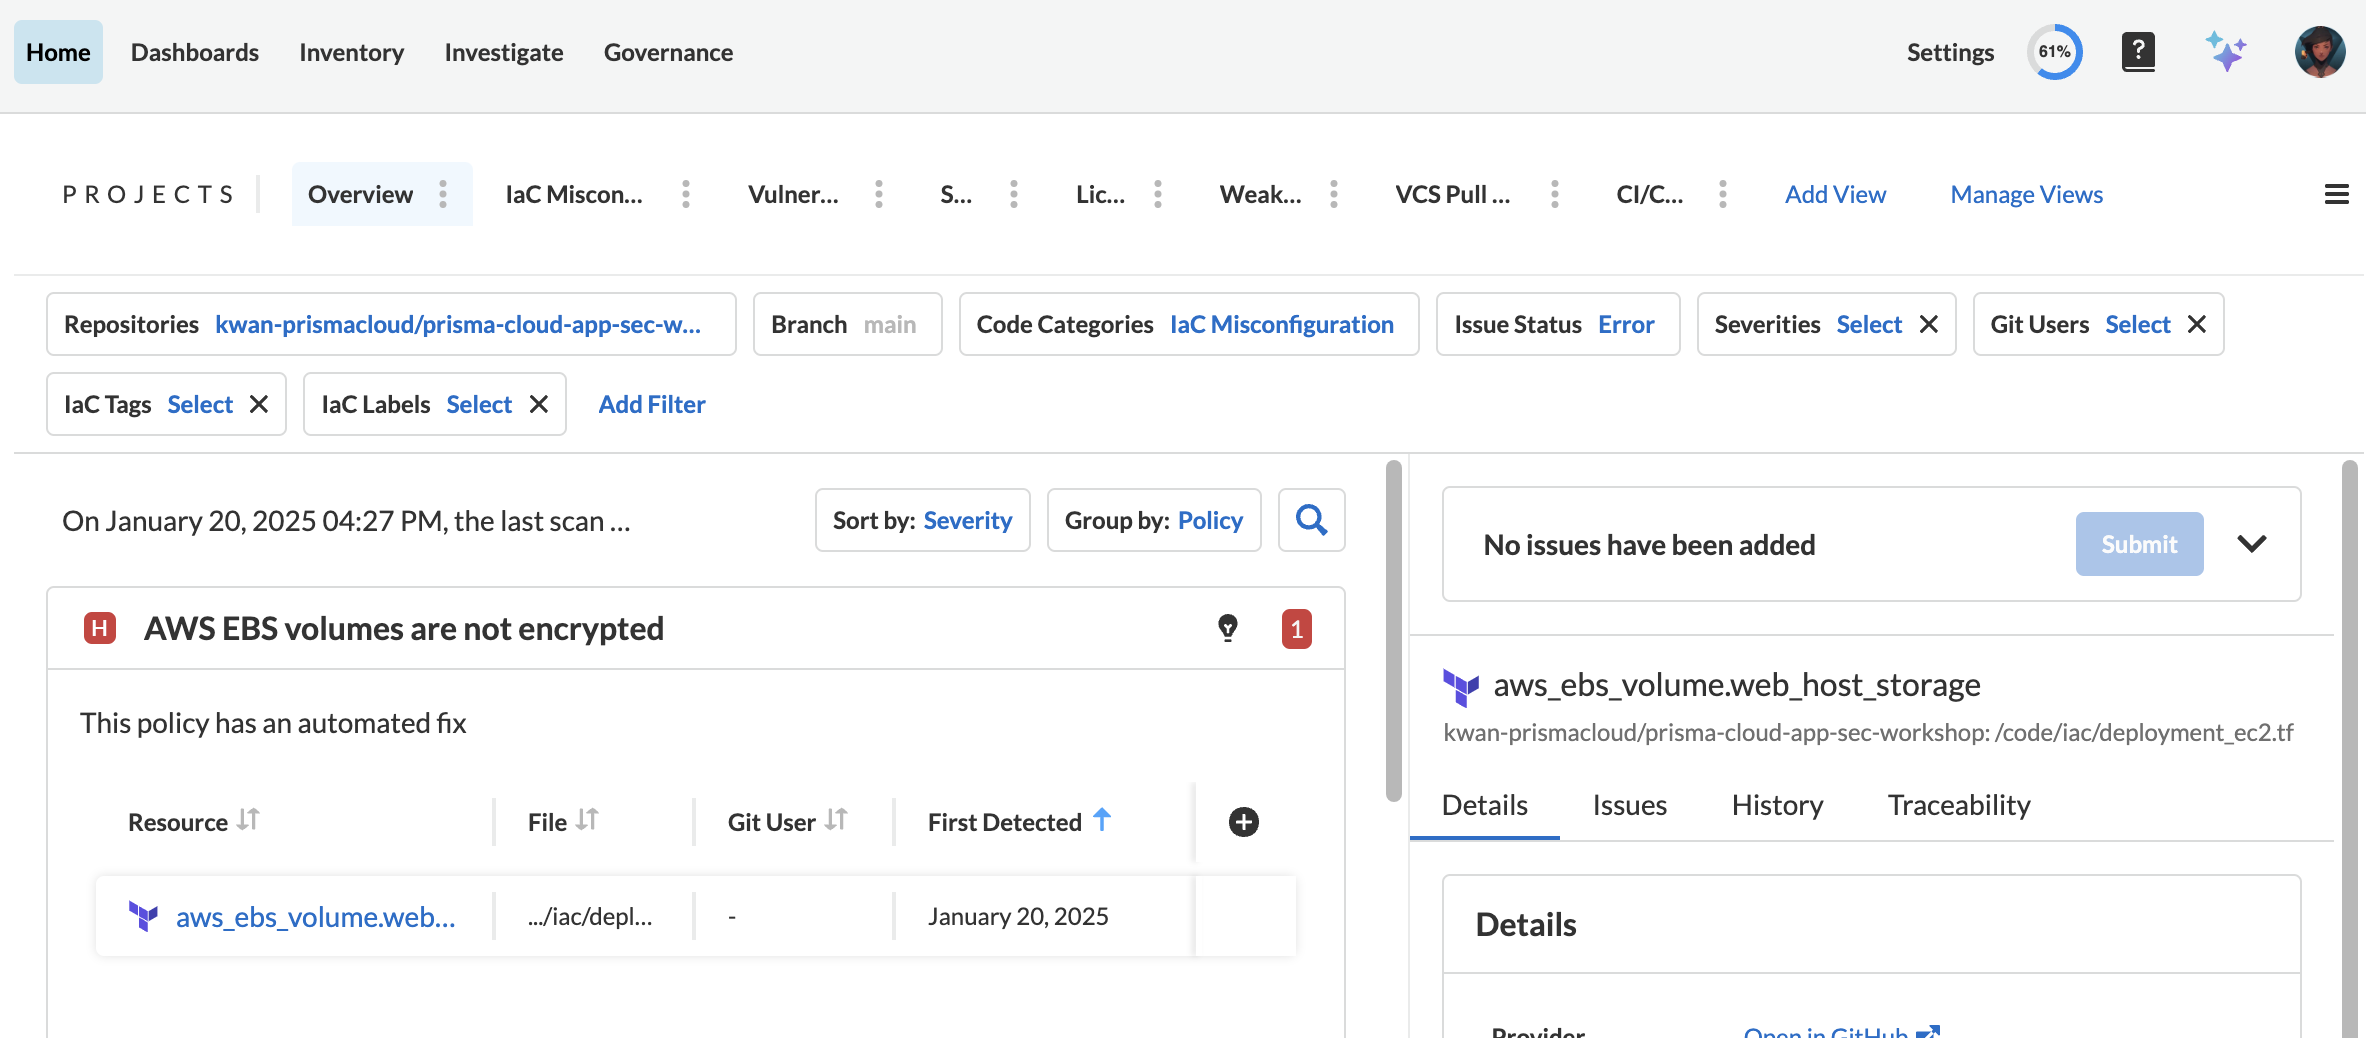 Home Dashboards Inventory Investigate Governance Settings 61% ?
PROJECTS Overview IaC Miscon... Vulner... S... Lic... Weak... VCS Pull ... CI/C... Add View Manage Views
Repositories kwan-prismacloud/prisma-cloud-app-sec-w... Branch main Code Categories IaC Misconfiguration Issue Status Error Severities Select Git Users Select
IaC Tags Select IaC Labels Select Add Filter
On January 20, 2025 04:27 PM, the last scan ... Sort by: Severity Group by: Policy
H AWS EBS volumes are not encrypted 1
This policy has an automated fix
Resource File Git User First Detected
aws_ebs_volume.web... .../iac/depl... - January 20, 2025
No issues have been added Submit
aws_ebs_volume.web_host_storage
kwan-prismacloud/prisma-cloud-app-sec-workshop: /code/iac/deployment_ec2.tf
Details Issues History Traceability
Details
Provider Open in GitHub